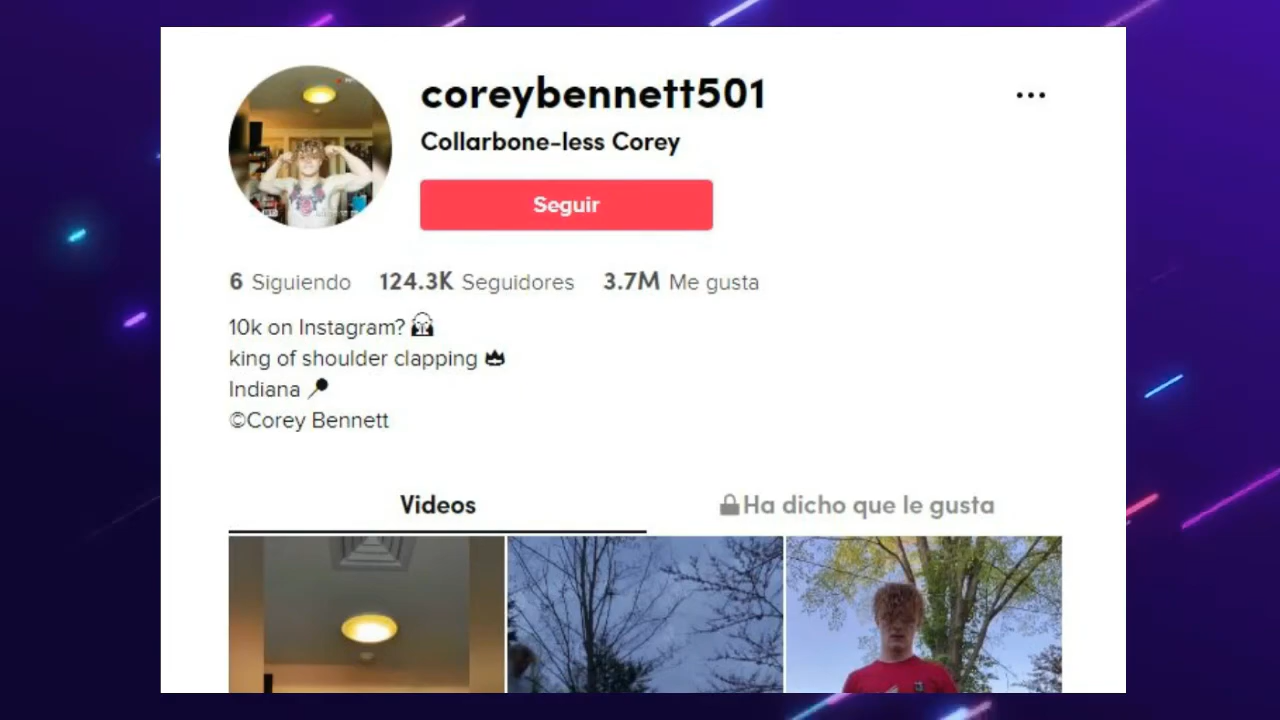 coreybennett501
Collarbone-less Corey
Seguir
6 Siguiendo 124.3K Seguidores 3.7M Me gusta
10k on Instagram?
king of shoulder clapping
Indiana
©Corey Bennett
Videos Ha dicho que le gusta